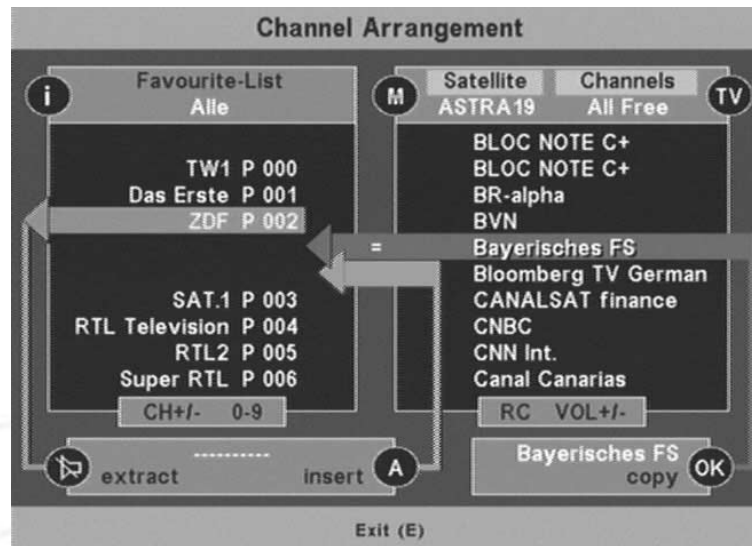 Channel Arrangement
i
Favourite-List
Alle
M
Satellite Channels
ASTRA19 All Free
TV
TW1 P 000
Das Erste P 001
ZDF P 002
SAT.1 P 003
RTL Television P 004
RTL2 P 005
Super RTL P 006
CH+/- 0-9
BLOC NOTE C+
BLOC NOTE C+
BR-alpha
BVN
= Bayerisches FS
Bloomberg TV German
CANALSAT finance
CNBC
CNN Int.
Canal Canarias
RC VOL+/-
----------
extract insert A
Bayerisches FS
copy OK
Exit (E)